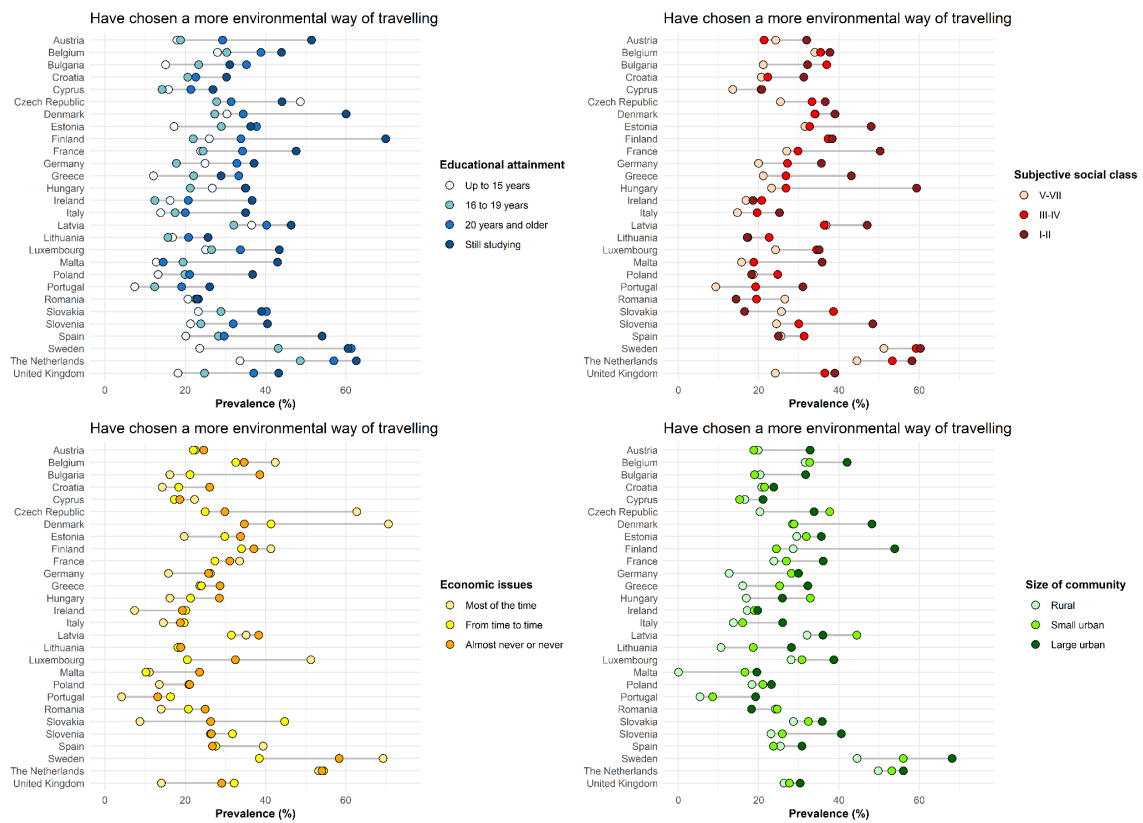 Have chosen a more environmental way of travelling
Austria
Belgium
Bulgaria
Croatia
Cyprus
Czech Republic
Denmark
Estonia
Finland
France
Germany
Greece
Hungary
Ireland
Italy
Latvia
Lithuania
Luxembourg
Malta
Poland
Portugal
Romania
Slovakia
Slovenia
Spain
Sweden
The Netherlands
United Kingdom
0 20 40 60
Prevalence (%)
Educational attainment
Up to 15 years
16 to 19 years
20 years and older
Still studying
Have chosen a more environmental way of travelling
Austria
Belgium
Bulgaria
Croatia
Cyprus
Czech Republic
Denmark
Estonia
Finland
France
Germany
Greece
Hungary
Ireland
Italy
Latvia
Lithuania
Luxembourg
Malta
Poland
Portugal
Romania
Slovakia
Slovenia
Spain
Sweden
The Netherlands
United Kingdom
0 20 40 60
Prevalence (%)
Subjective social class
V-VII
III-IV
I-II
Have chosen a more environmental way of travelling
Austria
Belgium
Bulgaria
Croatia
Cyprus
Czech Republic
Denmark
Estonia
Finland
France
Germany
Greece
Hungary
Ireland
Italy
Latvia
Lithuania
Luxembourg
Malta
Poland
Portugal
Romania
Slovakia
Slovenia
Spain
Sweden
The Netherlands
United Kingdom
0 20 40 60
Prevalence (%)
Economic issues
Most of the time
From time to time
Almost never or never
Have chosen a more environmental way of travelling
Austria
Belgium
Bulgaria
Croatia
Cyprus
Czech Republic
Denmark
Estonia
Finland
France
Germany
Greece
Hungary
Ireland
Italy
Latvia
Lithuania
Luxembourg
Malta
Poland
Portugal
Romania
Slovakia
Slovenia
Spain
Sweden
The Netherlands
United Kingdom
0 20 40 60
Prevalence (%)
Size of community
Rural
Small urban
Large urban